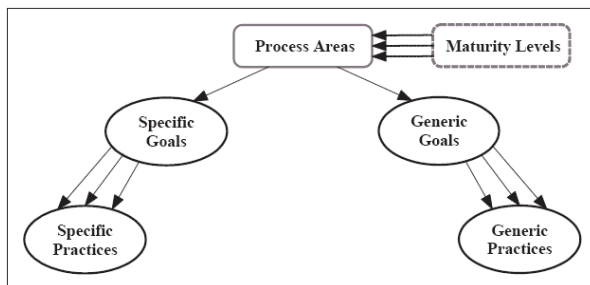 Process Areas
Maturity Levels
Specific
Goals
Generic
Goals
Specific
Practices
Generic
Practices